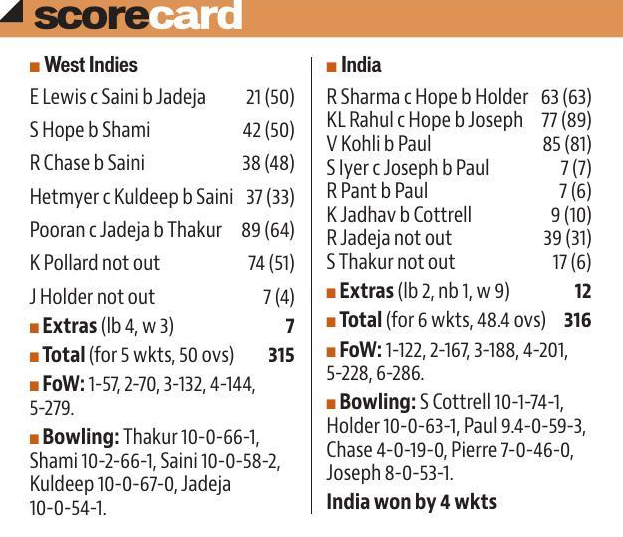 scorecard
West Indies
E Lewis c Saini b Jadeja 21 (50)
S Hope b Shami 42 (50)
R Chase b Saini 38 (48)
Hetmyer c Kuldeep b Saini 37 (33)
Pooran c Jadeja b Thakur 89 (64)
K Pollard not out 74 (51)
J Holder not out 7 (4)
Extras (lb 4, w 3) 7
Total (for 5 wkts, 50 ovs) 315
FoW: 1-57, 2-70, 3-132, 4-144,
5-279.
Bowling: Thakur 10-0-66-1,
Shami 10-2-66-1, Saini 10-0-58-2,
Kuldeep 10-0-67-0, Jadeja
10-0-54-1.
India
R Sharma c Hope b Holder 63 (63)
KL Rahul c Hope b Joseph 77 (89)
V Kohli b Paul 85 (81)
S Iyer c Joseph b Paul 7 (7)
R Pant b Paul 7 (6)
K Jadhav b Cottrell 9 (10)
R Jadeja not out 39 (31)
S Thakur not out 17 (6)
Extras (lb 2, nb 1, w 9) 12
Total (for 6 wkts, 48.4 ovs) 316
FoW: 1-122, 2-167, 3-188, 4-201,
5-228, 6-286.
Bowling: S Cottrell 10-1-74-1,
Holder 10-0-63-1, Paul 9.4-0-59-3,
Chase 4-0-19-0, Pierre 7-0-46-0,
Joseph 8-0-53-1.
India won by 4 wkts